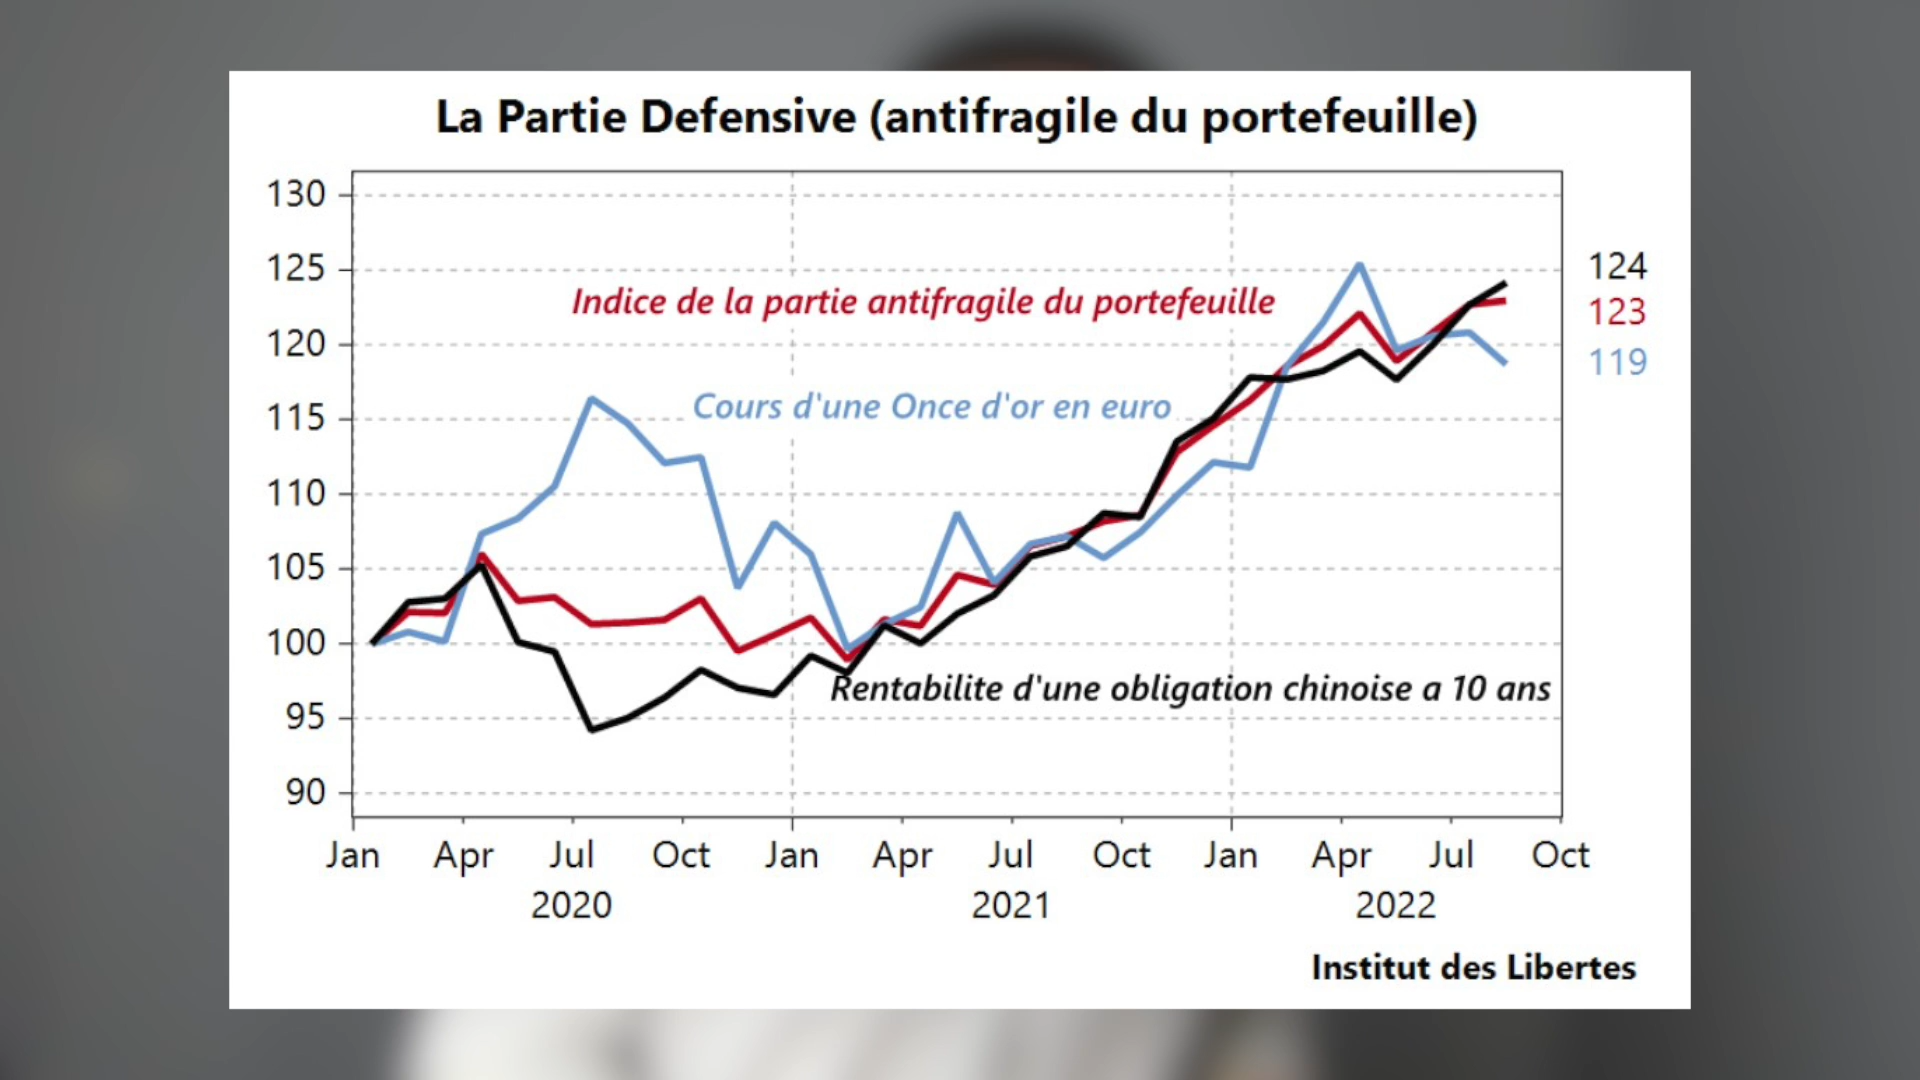 La Partie Defensive (antifragile du portefeuille)
130
125
120
115
110
105
100
95
90
Indice de la partie antifragile du portefeuille
Cours d'une Once d'or en euro
Rentabilite d'une obligation chinoise a 10 ans
124
123
119
Jan Apr Jul Oct Jan Apr Jul Oct Jan Apr Jul Oct
2020 2021 2022
Institut des Libertes